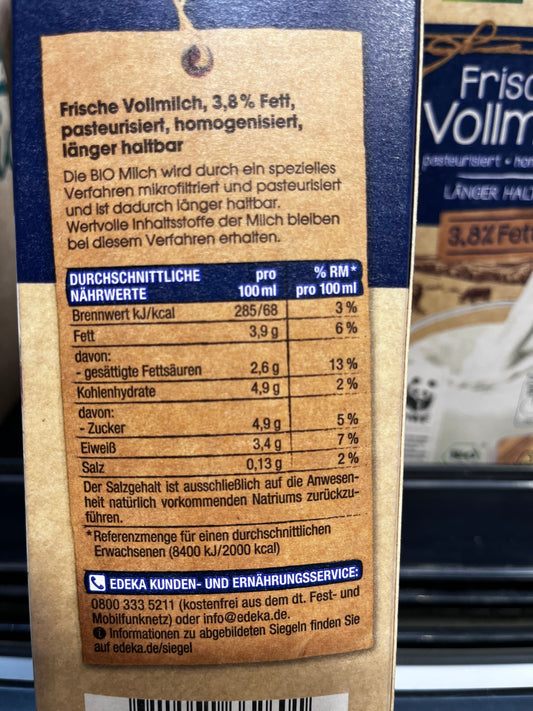 Frische Vollmilch, 3,8% Fett,
pasteurisiert, homogenisiert,
länger haltbar
Die BIO Milch wird durch ein spezielles
Verfahren mikrofiltriert und pasteurisiert
und ist dadurch länger haltbar.
Wertvolle Inhaltsstoffe der Milch bleiben
bei diesem Verfahren erhalten.
DURCHSCHNITTLICHE pro % RM*
NÄHRWERTE 100 ml pro 100 ml
Brennwert kJ/kcal 285/68 3 %
Fett 3,9 g 6 %
davon:
- gesättigte Fettsäuren 2,6 g 13 %
Kohlenhydrate 4,9 g 2 %
davon:
- Zucker 4,9 g 5 %
Eiweiß 3,4 g 7 %
Salz 0,13 g 2 %
Der Salzgehalt ist ausschließlich auf die Anwesen-
heit natürlich vorkommenden Natriums zurückzu-
führen.
*Referenzmenge für einen durchschnittlichen
Erwachsenen (8400 kJ/2000 kcal)
EDEKA KUNDEN- UND ERNÄHRUNGSSERVICE:
0800 333 5211 (kostenfrei aus dem dt. Fest- und
Mobilfunknetz) oder info@edeka.de.
Informationen zu abgebildeten Siegeln finden Sie
auf edeka.de/siegel
Frisc
Vollm
pasteurisiert • hom
LÄNGER HALT
3,8% Fett
WWF